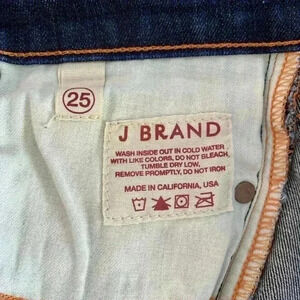 25
J BRAND
WASH INSIDE OUT IN COLD WATER
WITH LIKE COLORS, DO NOT BLEACH,
TUMBLE DRY LOW,
REMOVE PROMPTLY, DO NOT IRON
MADE IN CALIFORNIA, USA